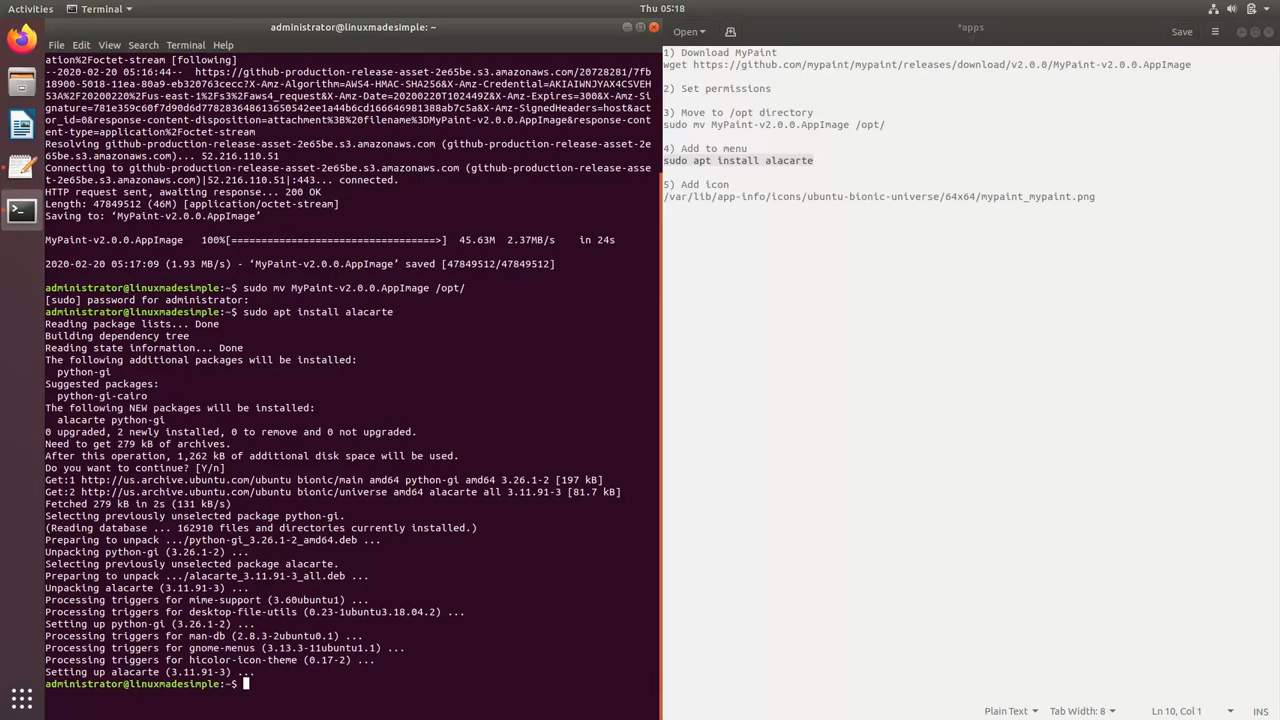 Activities
Terminal
Thu 05:18
administrator@linuxmadesimple: ~
File Edit View Search Terminal Help
ation%2Foctet-stream [following]
--2020-02-20 05:16:44-- https://github-production-release-asset-2e65be.s3.amazonaws.com/20728281/7fb
18900-5018-11ea-80a9-eb320763cecc?X-Amz-Algorithm=AWS4-HMAC-SHA256&X-Amz-Credential=AKIAIWNJYAX4CSVEH
53A%2F20200220%2Fus-east-1%2Fs3%2Faws4_request&X-Amz-Date=20200220T102449Z&X-Amz-Expires=300&X-Amz-Si
gnature=781e359c60f7d90d6d778283648613650542ee1a4bcd166646981388ab7c5a&X-Amz-SignedHeaders=host&act
or_id=0&response-content-disposition=attachment%3B%20filename%3DMyPaint-v2.0.0.AppImage&response-cont
ent-type=application%2Foctet-stream
Resolving github-production-release-asset-2e65be.s3.amazonaws.com (github-production-release-asset-2e
65be.s3.amazonaws.com)... 52.216.110.51
Connecting to github-production-release-asset-2e65be.s3.amazonaws.com (github-production-release-asse
t-2e65be.s3.amazonaws.com)|52.216.110.51|:443... connected.
HTTP request sent, awaiting response... 200 OK
Length: 47849512 (46M) [application/octet-stream]
Saving to: ‘MyPaint-v2.0.0.AppImage’
MyPaint-v2.0.0.AppImage 100%[==================================>] 45.63M 2.37MB/s in 24s
2020-02-20 05:17:09 (1.93 MB/s) - ‘MyPaint-v2.0.0.AppImage’ saved [47849512/47849512]
administrator@linuxmadesimple:~$ sudo mv MyPaint-v2.0.0.AppImage /opt/
[sudo] password for administrator:
administrator@linuxmadesimple:~$ sudo apt install alacarte
Reading package lists... Done
Building dependency tree
Reading state information... Done
The following additional packages will be installed:
python-gi
Suggested packages:
python-gi-cairo
The following NEW packages will be installed:
alacarte python-gi
0 upgraded, 2 newly installed, 0 to remove and 0 not upgraded.
Need to get 279 kB of archives.
After this operation, 1,262 kB of additional disk space will be used.
Do you want to continue? [Y/n]
Get:1 http://us.archive.ubuntu.com/ubuntu bionic/main amd64 python-gi amd64 3.26.1-2 [197 kB]
Get:2 http://us.archive.ubuntu.com/ubuntu bionic/universe amd64 alacarte all 3.11.91-3 [81.7 kB]
Fetched 279 kB in 2s (131 kB/s)
Selecting previously unselected package python-gi.
(Reading database ... 162910 files and directories currently installed.)
Preparing to unpack .../python-gi_3.26.1-2_amd64.deb ...
Unpacking python-gi (3.26.1-2) ...
Selecting previously unselected package alacarte.
Preparing to unpack .../alacarte_3.11.91-3_all.deb ...
Unpacking alacarte (3.11.91-3) ...
Processing triggers for mime-support (3.60ubuntu1) ...
Processing triggers for desktop-file-utils (0.23-1ubuntu3.18.04.2) ...
Setting up python-gi (3.26.1-2) ...
Processing triggers for man-db (2.8.3-2ubuntu0.1) ...
Processing triggers for gnome-menus (3.13.3-11ubuntu1.1) ...
Processing triggers for hicolor-icon-theme (0.17-2) ...
Setting up alacarte (3.11.91-3) ...
administrator@linuxmadesimple:~$
Open
*apps
Save
1) Download MyPaint
wget https://github.com/mypaint/mypaint/releases/download/v2.0.0/MyPaint-v2.0.0.AppImage
2) Set permissions
3) Move to /opt directory
sudo mv MyPaint-v2.0.0.AppImage /opt/
4) Add to menu
sudo apt install alacarte
5) Add icon
/var/lib/app-info/icons/ubuntu-bionic-universe/64x64/mypaint_mypaint.png
Plain Text
Tab Width: 8
Ln 10, Col 1
INS